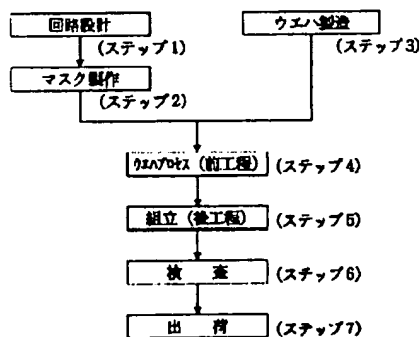 回路設計
(ステップ1)
ウエハ製造
(ステップ3)
マスク製作
(ステップ2)
ウエハプロセス(前工程)
(ステップ4)
組立(後工程)
(ステップ5)
検 査
(ステップ6)
出 荷
(ステップ7)